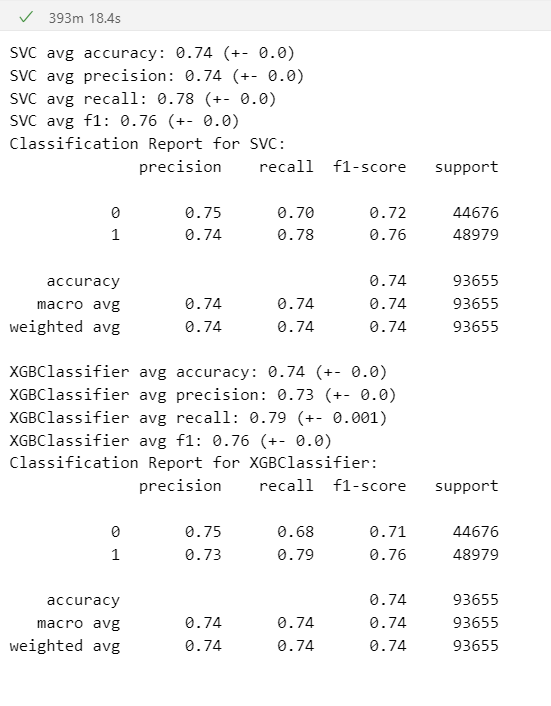 393m 18.4s
SVC avg accuracy: 0.74 (+- 0.0)
SVC avg precision: 0.74 (+- 0.0)
SVC avg recall: 0.78 (+- 0.0)
SVC avg f1: 0.76 (+- 0.0)
Classification Report for SVC:
precision recall f1-score support
0 0.75 0.70 0.72 44676
1 0.74 0.78 0.76 48979
accuracy 0.74 93655
macro avg 0.74 0.74 0.74 93655
weighted avg 0.74 0.74 0.74 93655
XGBClassifier avg accuracy: 0.74 (+- 0.0)
XGBClassifier avg precision: 0.73 (+- 0.0)
XGBClassifier avg recall: 0.79 (+- 0.001)
XGBClassifier avg f1: 0.76 (+- 0.0)
Classification Report for XGBClassifier:
precision recall f1-score support
0 0.75 0.68 0.71 44676
1 0.73 0.79 0.76 48979
accuracy 0.74 93655
macro avg 0.74 0.74 0.74 93655
weighted avg 0.74 0.74 0.74 93655